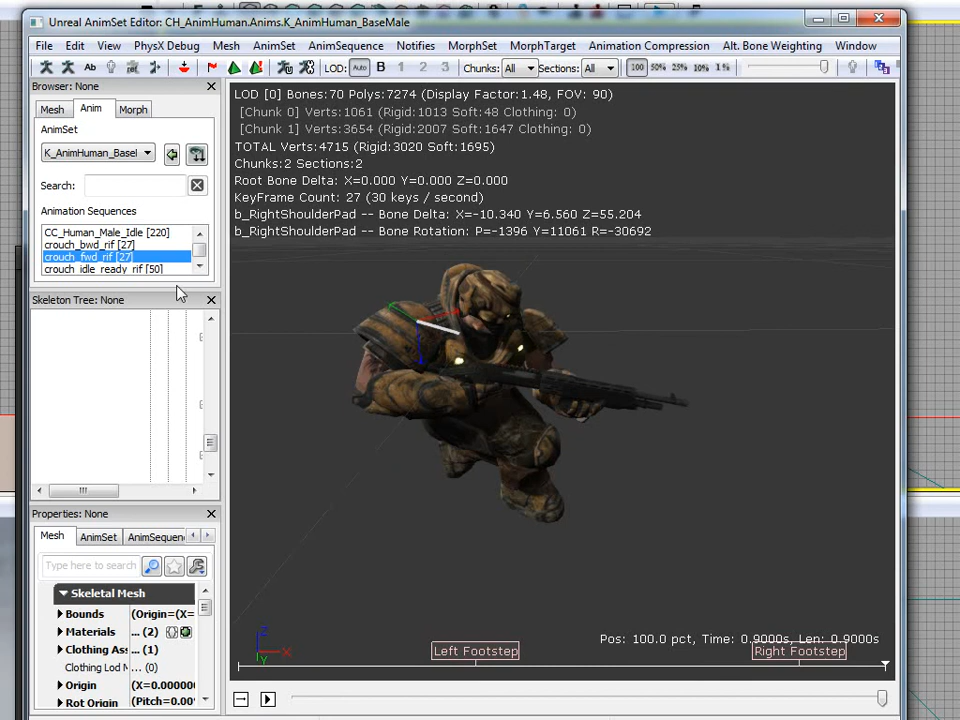 Unreal AnimSet Editor: CH_AnimHuman.Anims.K_AnimHuman_BaseMale
File Edit View PhysX Debug Mesh AnimSet AnimSequence Notifies MorphSet MorphTarget Animation Compression Alt. Bone Weighting Window
Ab ref LOD: Auto B 1 2 3 Chunks: All Sections: All 100 50% 25% 10% 1%
Browser: None
Mesh Anim Morph
AnimSet
K_AnimHuman_Basel
Search:
Animation Sequences
CC_Human_Male_Idle [220]
crouch_bwd_rif [27]
crouch_fwd_rif [27]
crouch_idle_ready_rif [50]
Skeleton Tree: None
Properties: None
Mesh AnimSet AnimSequen
Type here to search
Skeletal Mesh
Bounds (Origin=(X=
Materials ... (2)
Clothing Ass ... (1)
Clothing Lod M ... (0)
Origin (X=0.000000
Rot Origin (Pitch=0.00°
LOD [0] Bones:70 Polys:7274 (Display Factor:1.48, FOV: 90)
[Chunk 0] Verts:1061 (Rigid:1013 Soft:48 Clothing: 0)
[Chunk 1] Verts:3654 (Rigid:2007 Soft:1647 Clothing: 0)
TOTAL Verts:4715 (Rigid:3020 Soft:1695)
Chunks:2 Sections:2
Root Bone Delta: X=0.000 Y=0.000 Z=0.000
KeyFrame Count: 27 (30 keys / second)
b_RightShoulderPad -- Bone Delta: X=-10.340 Y=6.560 Z=55.204
b_RightShoulderPad -- Bone Rotation: P=-1396 Y=11061 R=-30692
Z
X
Y
Pos: 100.0 pct, Time: 0.9000s, Len: 0.9000s
Left Footstep Right Footstep